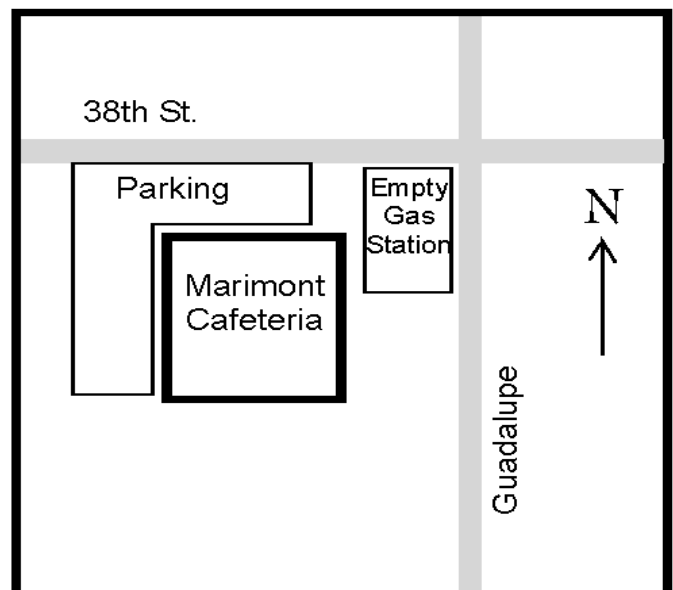 38th St.
Parking
Empty
Gas
Station
N
Marimont
Cafeteria
Guadalupe